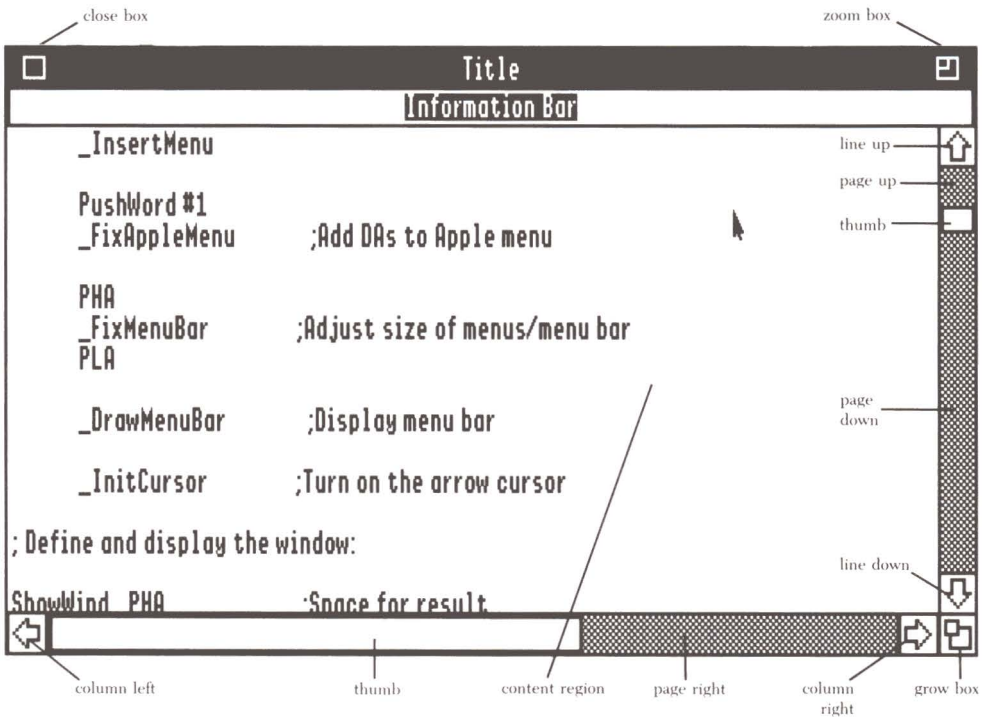 close box
zoom box
Title
Information Bar
_InsertMenu
line up
page up
PushWord #1
thumb
_FixAppleMenu ;Add DAs to Apple menu
PHA
_FixMenuBar ;Adjust size of menus/menu bar
PLA
page
down
_DrawMenuBar ;Display menu bar
_InitCursor ;Turn on the arrow cursor
; Define and display the window:
line down
ShowWind PHA ;Space for result
column left
thumb
content region
page right
column
right
grow box